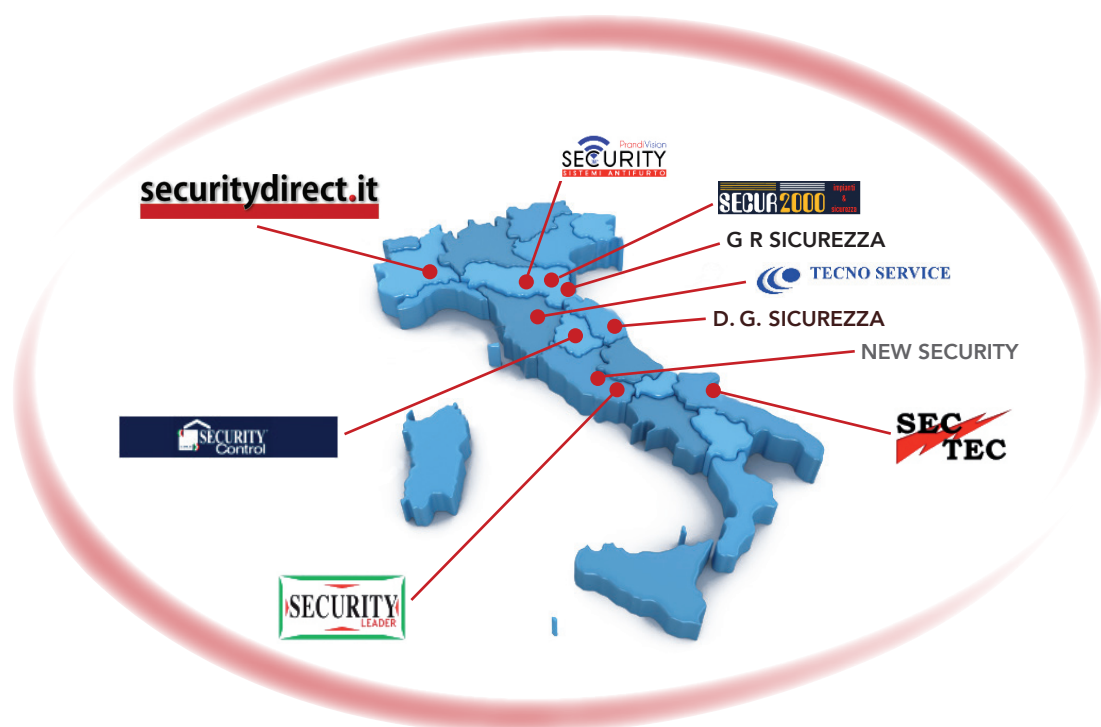 PrandiVision
SECURITY
SISTEMI ANTIFURTO
securitydirect.it
SECUR2000
impianti
&
sicurezza
G R SICUREZZA
TECNO SERVICE
D. G. SICUREZZA
NEW SECURITY
SECURITY
Control
SEC
TEC
SECURITY
LEADER